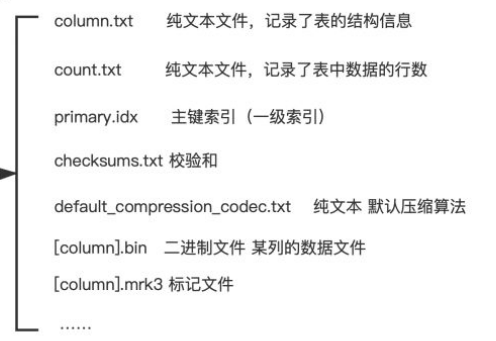 column.txt 纯文本文件，记录了表的结构信息
count.txt 纯文本文件，记录了表中数据的行数
primary.idx 主键索引（一级索引）
checksums.txt 校验和
default_compression_codec.txt 纯文本 默认压缩算法
[column].bin 二进制文件 某列的数据文件
[column].mrk3 标记文件
……